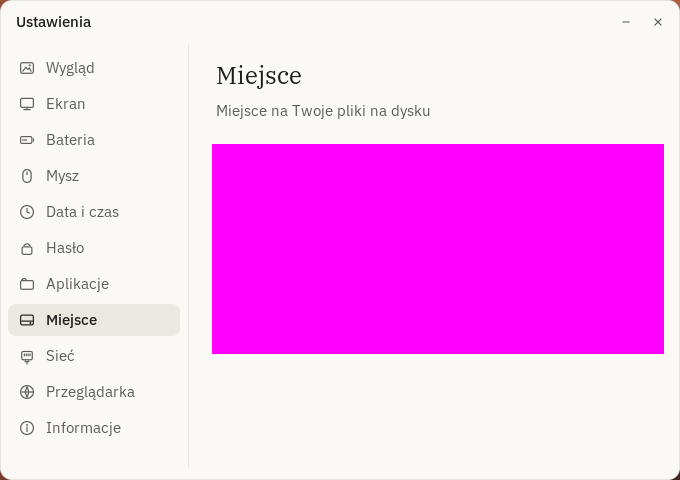 Ustawienia
Wygląd
Ekran
Bateria
Mysz
Data i czas
Hasło
Aplikacje
Miejsce
Sieć
Przeglądarka
Informacje
Miejsce
Miejsce na Twoje pliki na dysku